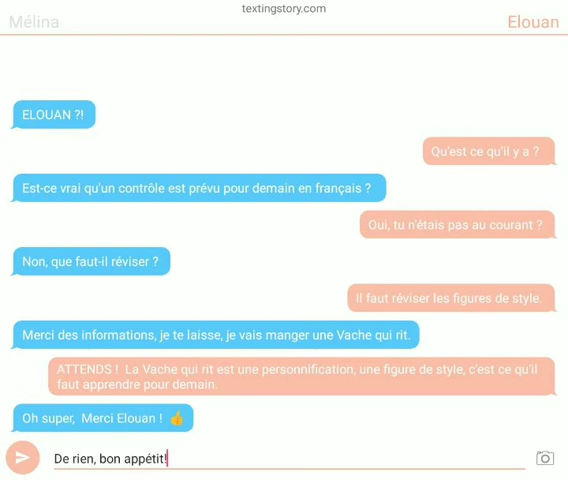 textingstory.com
Mélina
Elouan
ELOUAN ?!
Qu'est ce qu'il y a ?
Est-ce vrai qu'un contrôle est prévu pour demain en français ?
Oui, tu n'étais pas au courant ?
Non, que faut-il réviser ?
Il faut réviser les figures de style.
Merci des informations, je te laisse, je vais manger une Vache qui rit.
ATTENDS !  La Vache qui rit est une personnification, une figure de style, c'est ce qu'il
faut apprendre pour demain.
Oh super,  Merci Elouan ! 👍
De rien, bon appétit!